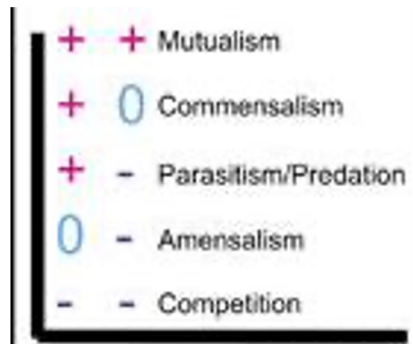 + + Mutualism
+ 0 Commensalism
+ - Parasitism/Predation
0 - Amensalism
- - Competition